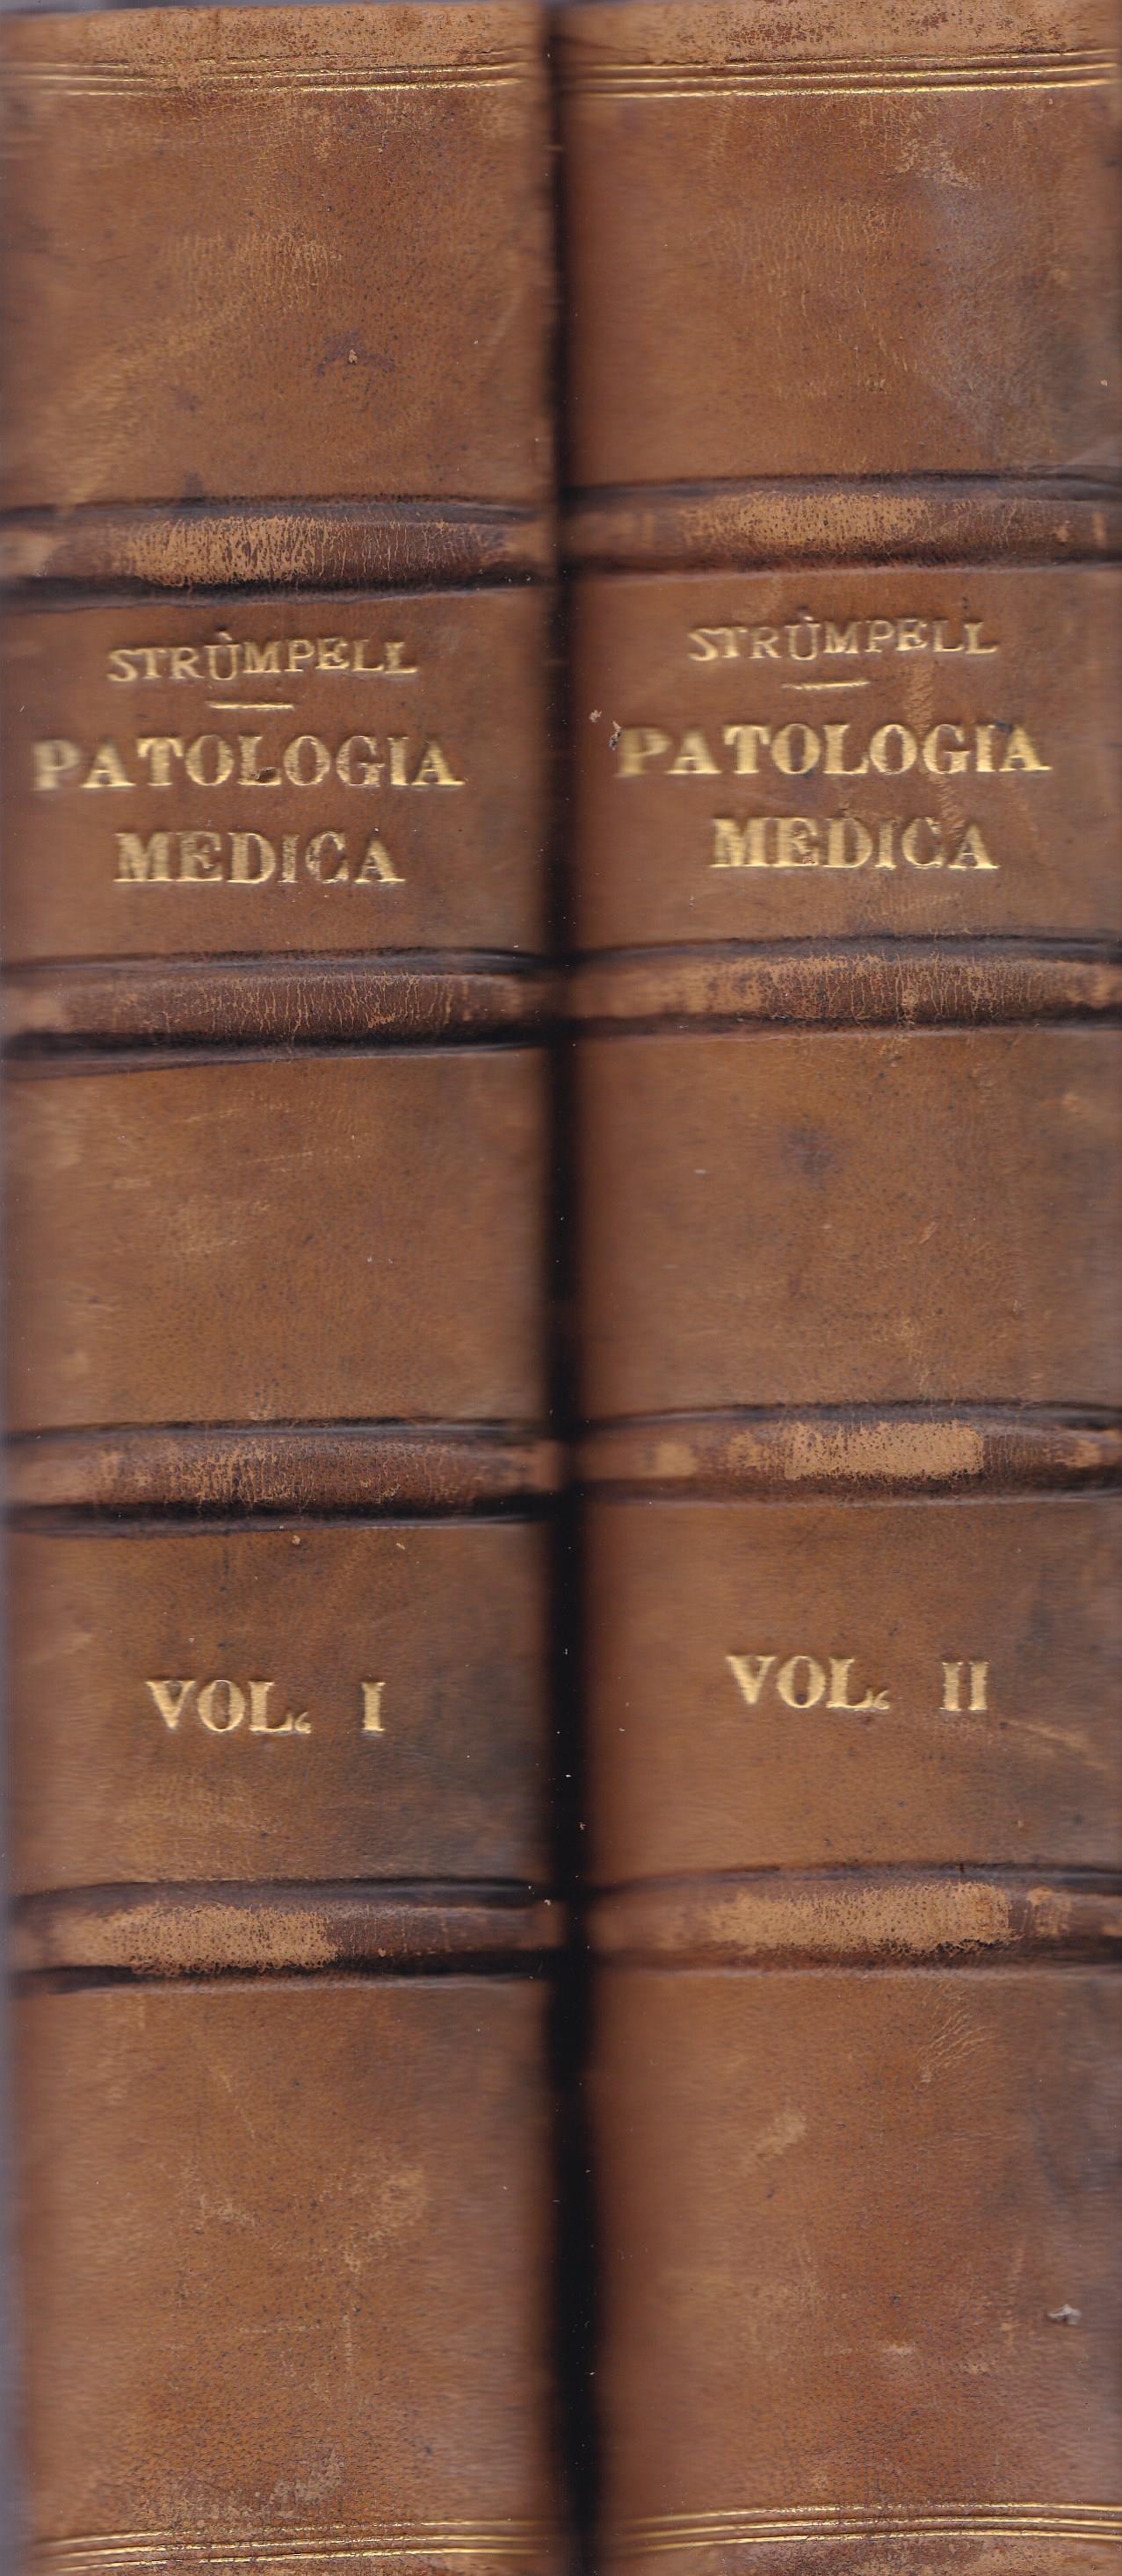 STRÙMPELL
PATOLOGIA
MEDICA
VOL. I
STRÙMPELL
PATOLOGIA
MEDICA
VOL. II